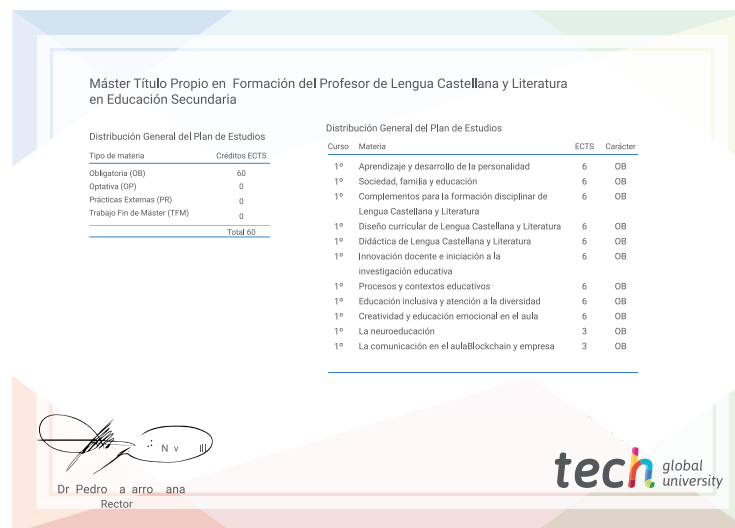 Máster Título Propio en Formación del Profesor de Lengua Castellana y Literatura
en Educación Secundaria
Distribución General del Plan de Estudios
Tipo de materia Créditos ECTS
Obligatoria (OB) 60
Optativa (OP) 0
Prácticas Externas (PR) 0
Trabajo Fin de Máster (TFM) 0
Total 60
Distribución General del Plan de Estudios
Curso Materia ECTS Carácter
1º Aprendizaje y desarrollo de la personalidad 6 OB
1º Sociedad, familia y educación 6 OB
1º Complementos para la formación disciplinar de 6 OB
Lengua Castellana y Literatura
1º Diseño curricular de Lengua Castellana y Literatura 6 OB
1º Didáctica de Lengua Castellana y Literatura 6 OB
1º Innovación docente e iniciación a la 6 OB
investigación educativa
1º Procesos y contextos educativos 6 OB
1º Educación inclusiva y atención a la diversidad 6 OB
1º Creatividad y educación emocional en el aula 6 OB
1º La neuroeducación 3 OB
1º La comunicación en el aulaBlockchain y empresa 3 OB
Dr Pedro a arro ana
Rector
tech global
university